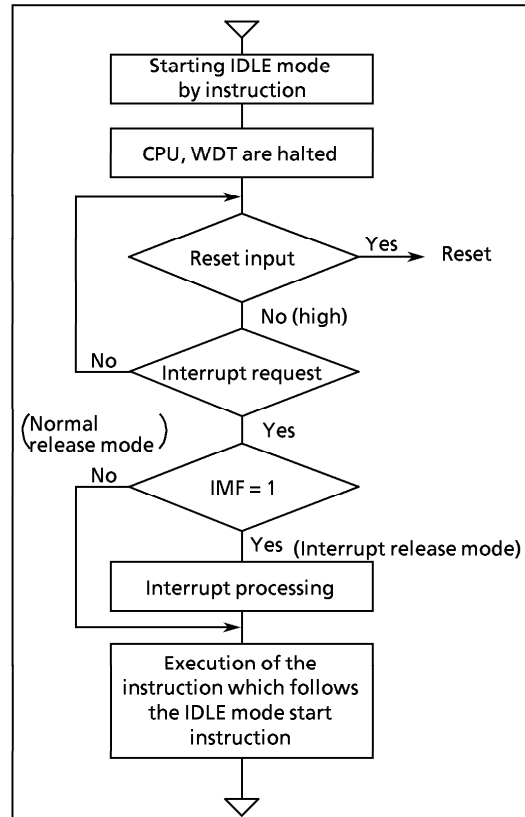 Starting IDLE mode
by instruction
CPU, WDT are halted
Reset input
Yes
Reset
No (high)
No
Interrupt request
(Normal
release mode)
Yes
No
IMF = 1
Yes
(Interrupt release mode)
Interrupt processing
Execution of the
instruction which follows
the IDLE mode start
instruction